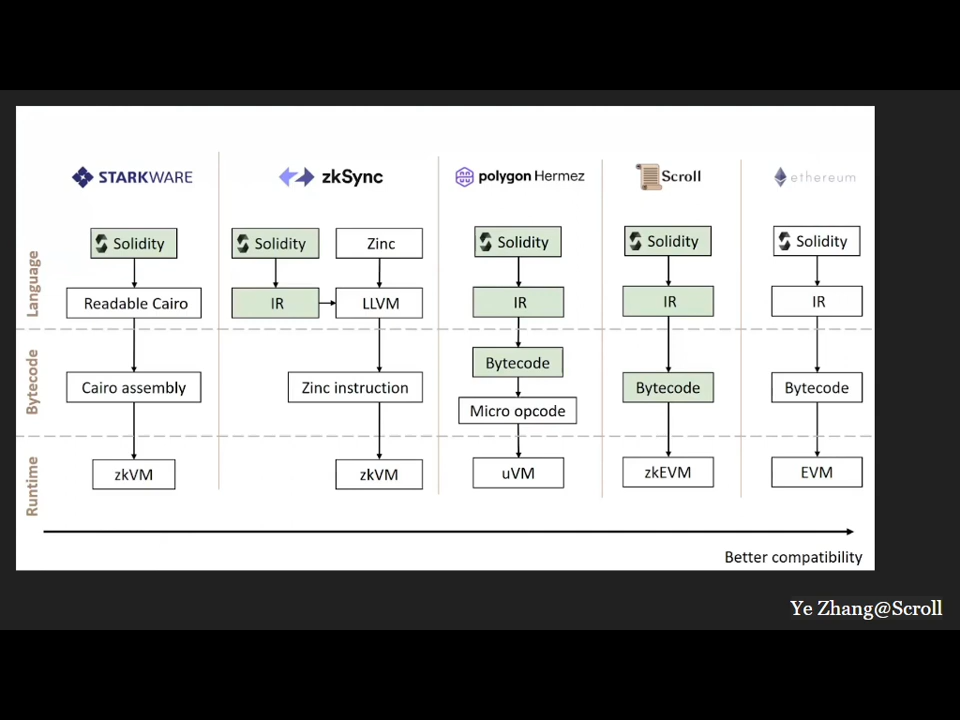 STARKWARE
zkSync
polygon Hermez
Scroll
ethereum
Language
Solidity
Solidity
Zinc
Solidity
Solidity
Solidity
Readable Cairo
IR
LLVM
IR
IR
IR
Bytecode
Bytecode
Cairo assembly
Zinc instruction
Micro opcode
Bytecode
Bytecode
Runtime
zkVM
zkVM
uVM
zkEVM
EVM
Better compatibility
Ye Zhang@Scroll